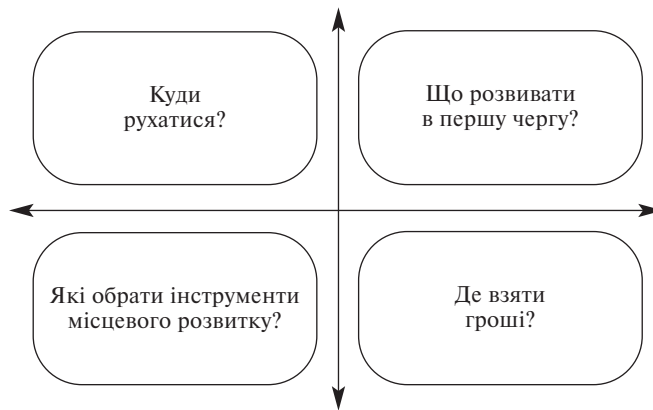 Куди
рухатися?
Що розвивати
в першу чергу?
Які обрати інструменти
місцевого розвитку?
Де взяти
гроші?